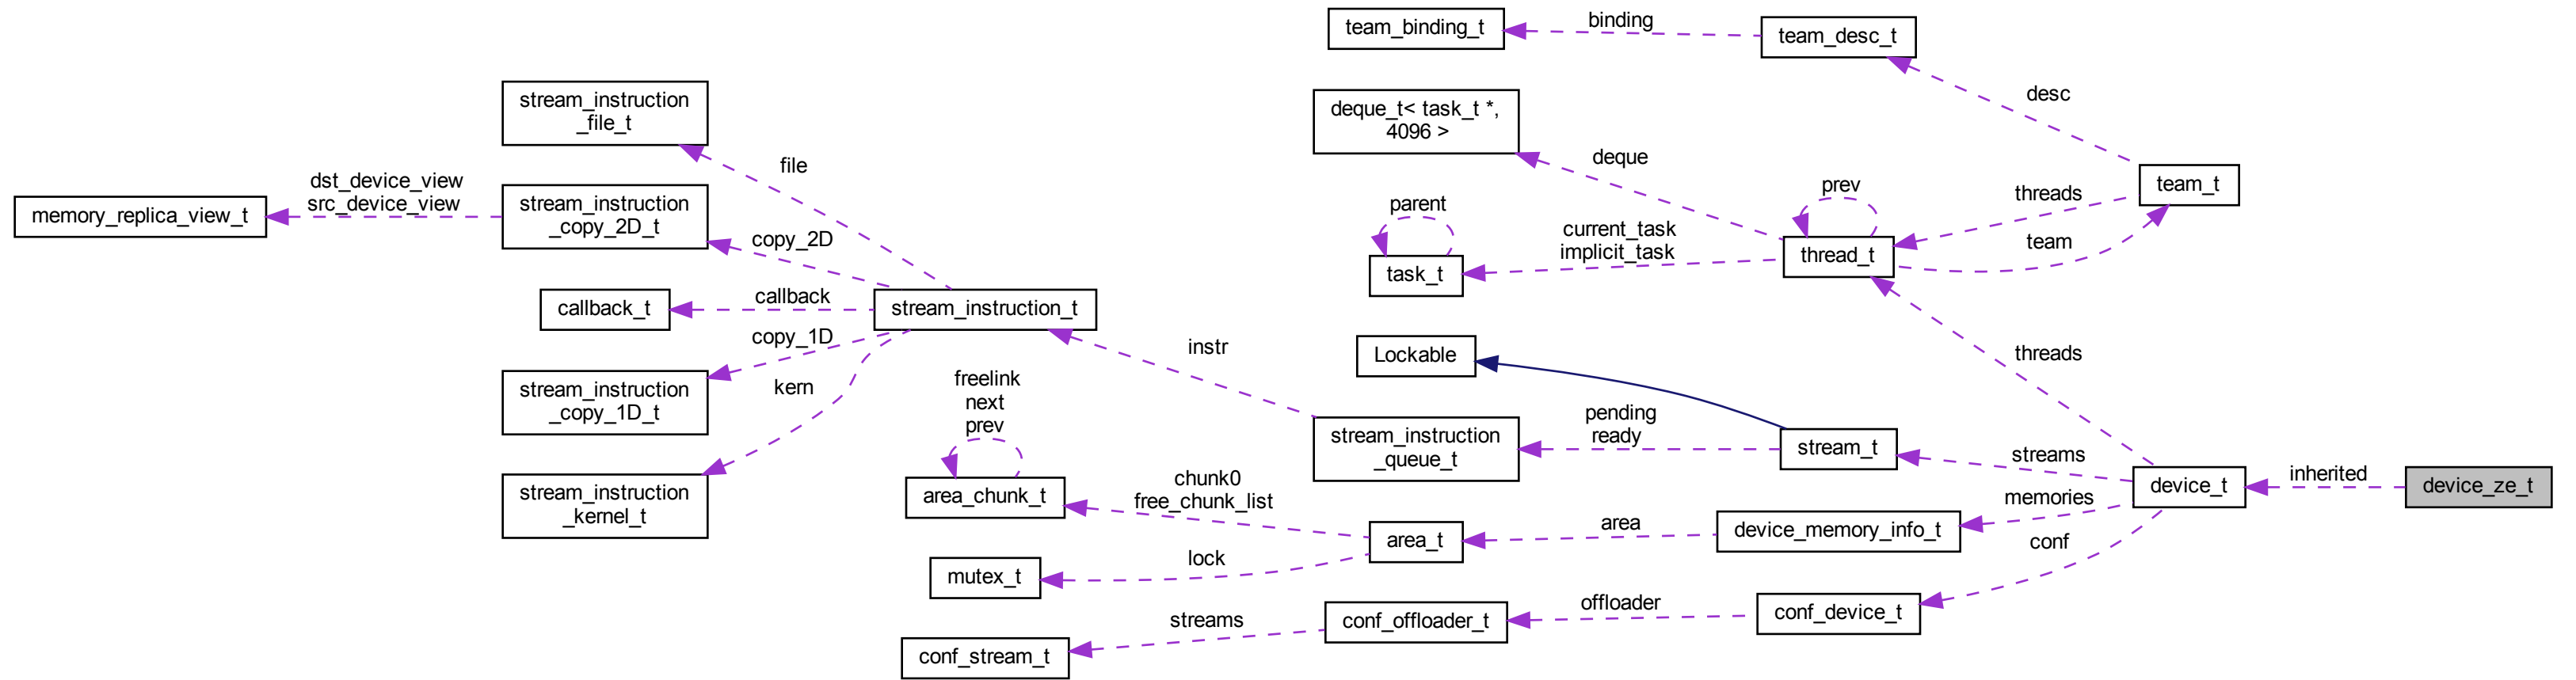 team_binding_t
binding
team_desc_t
stream_instruction
_file_t
deque_t< task_t *,
4096 >
desc
file
deque
dst_device_view
src_device_view
memory_replica_view_t
stream_instruction
_copy_2D_t
prev
threads
team_t
parent
copy_2D
current_task
implicit_task
team
thread_t
task_t
callback_t
callback
stream_instruction_t
copy_1D
instr
Lockable
threads
stream_instruction
_copy_1D_t
kern
freelink
next
prev
stream_instruction
_queue_t
pending
ready
stream_t
streams
stream_instruction
_kernel_t
area_chunk_t
chunk0
free_chunk_list
memories
device_t
inherited
device_ze_t
area_t
area
device_memory_info_t
conf
mutex_t
lock
conf_stream_t
streams
conf_offloader_t
offloader
conf_device_t